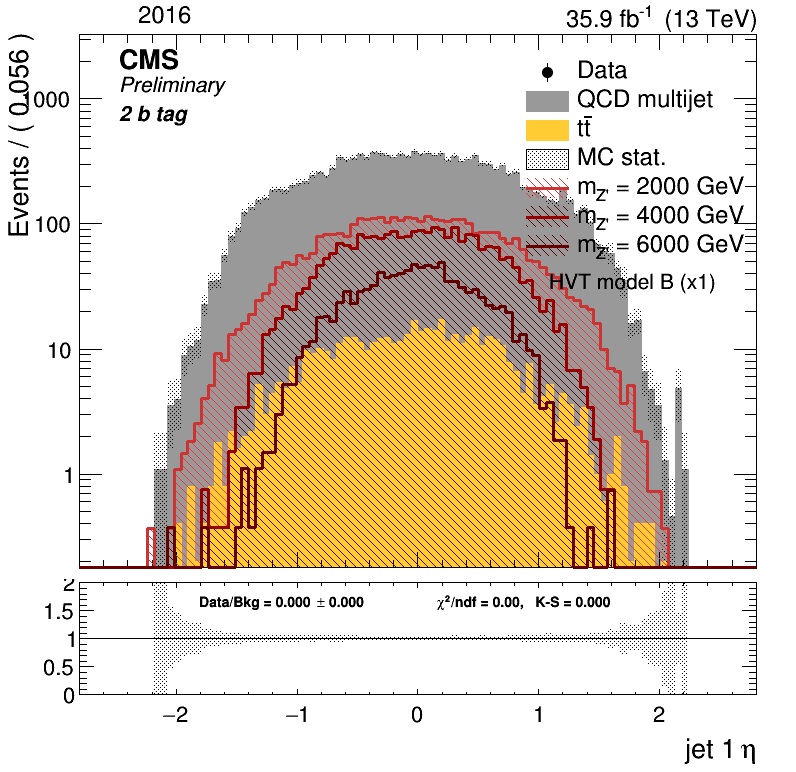 2016
35.9 fb⁻¹ (13 TeV)
CMS
Preliminary
2 b tag
Data
QCD multijet
tt̄
MC stat.
m_Z' = 2000 GeV
m_Z' = 4000 GeV
m_Z' = 6000 GeV
HVT model B (x1)
Events / ( 0.056 )
1000
100
10
1
Data/Bkg = 0.000 ± 0.000
χ²/ndf = 0.00, K-S = 0.000
2
1.5
1
0.5
0
−2
−1
0
1
2
jet 1 η